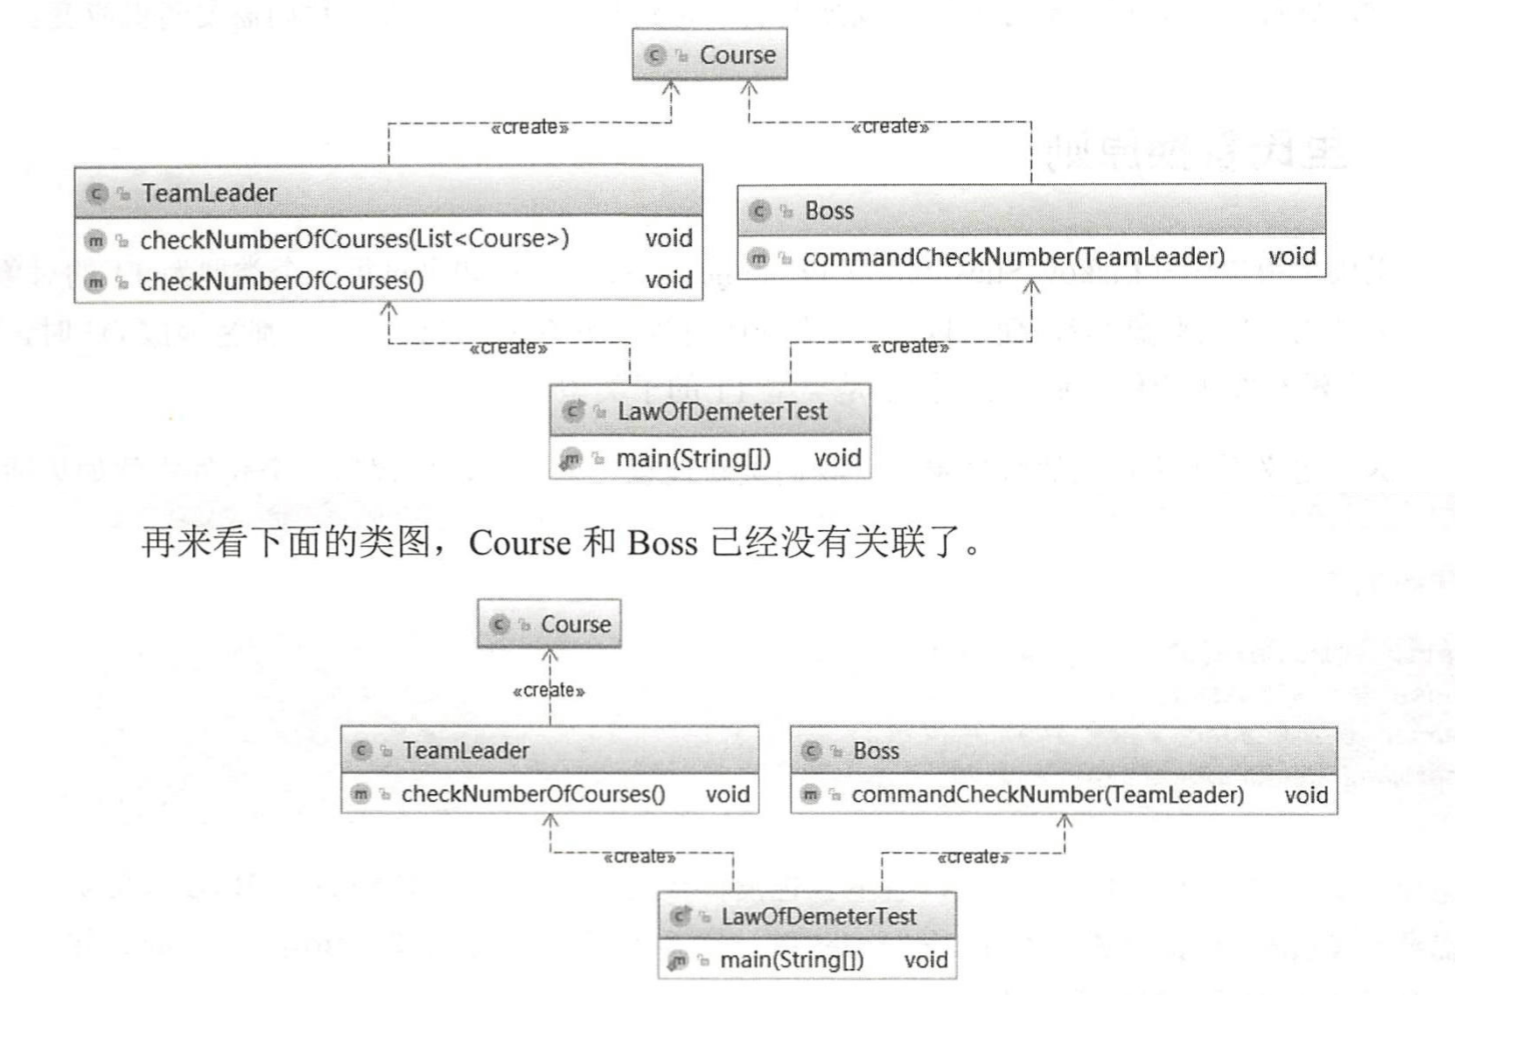 Course
«create» «create»
TeamLeader
checkNumberOfCourses(List<Course>) void
checkNumberOfCourses() void
Boss
commandCheckNumber(TeamLeader) void
«create» «create»
LawOfDemeterTest
main(String[]) void
再来看下面的类图，Course 和 Boss 已经没有关联了。
Course
«create»
TeamLeader
checkNumberOfCourses() void
Boss
commandCheckNumber(TeamLeader) void
«create» «create»
LawOfDemeterTest
main(String[]) void